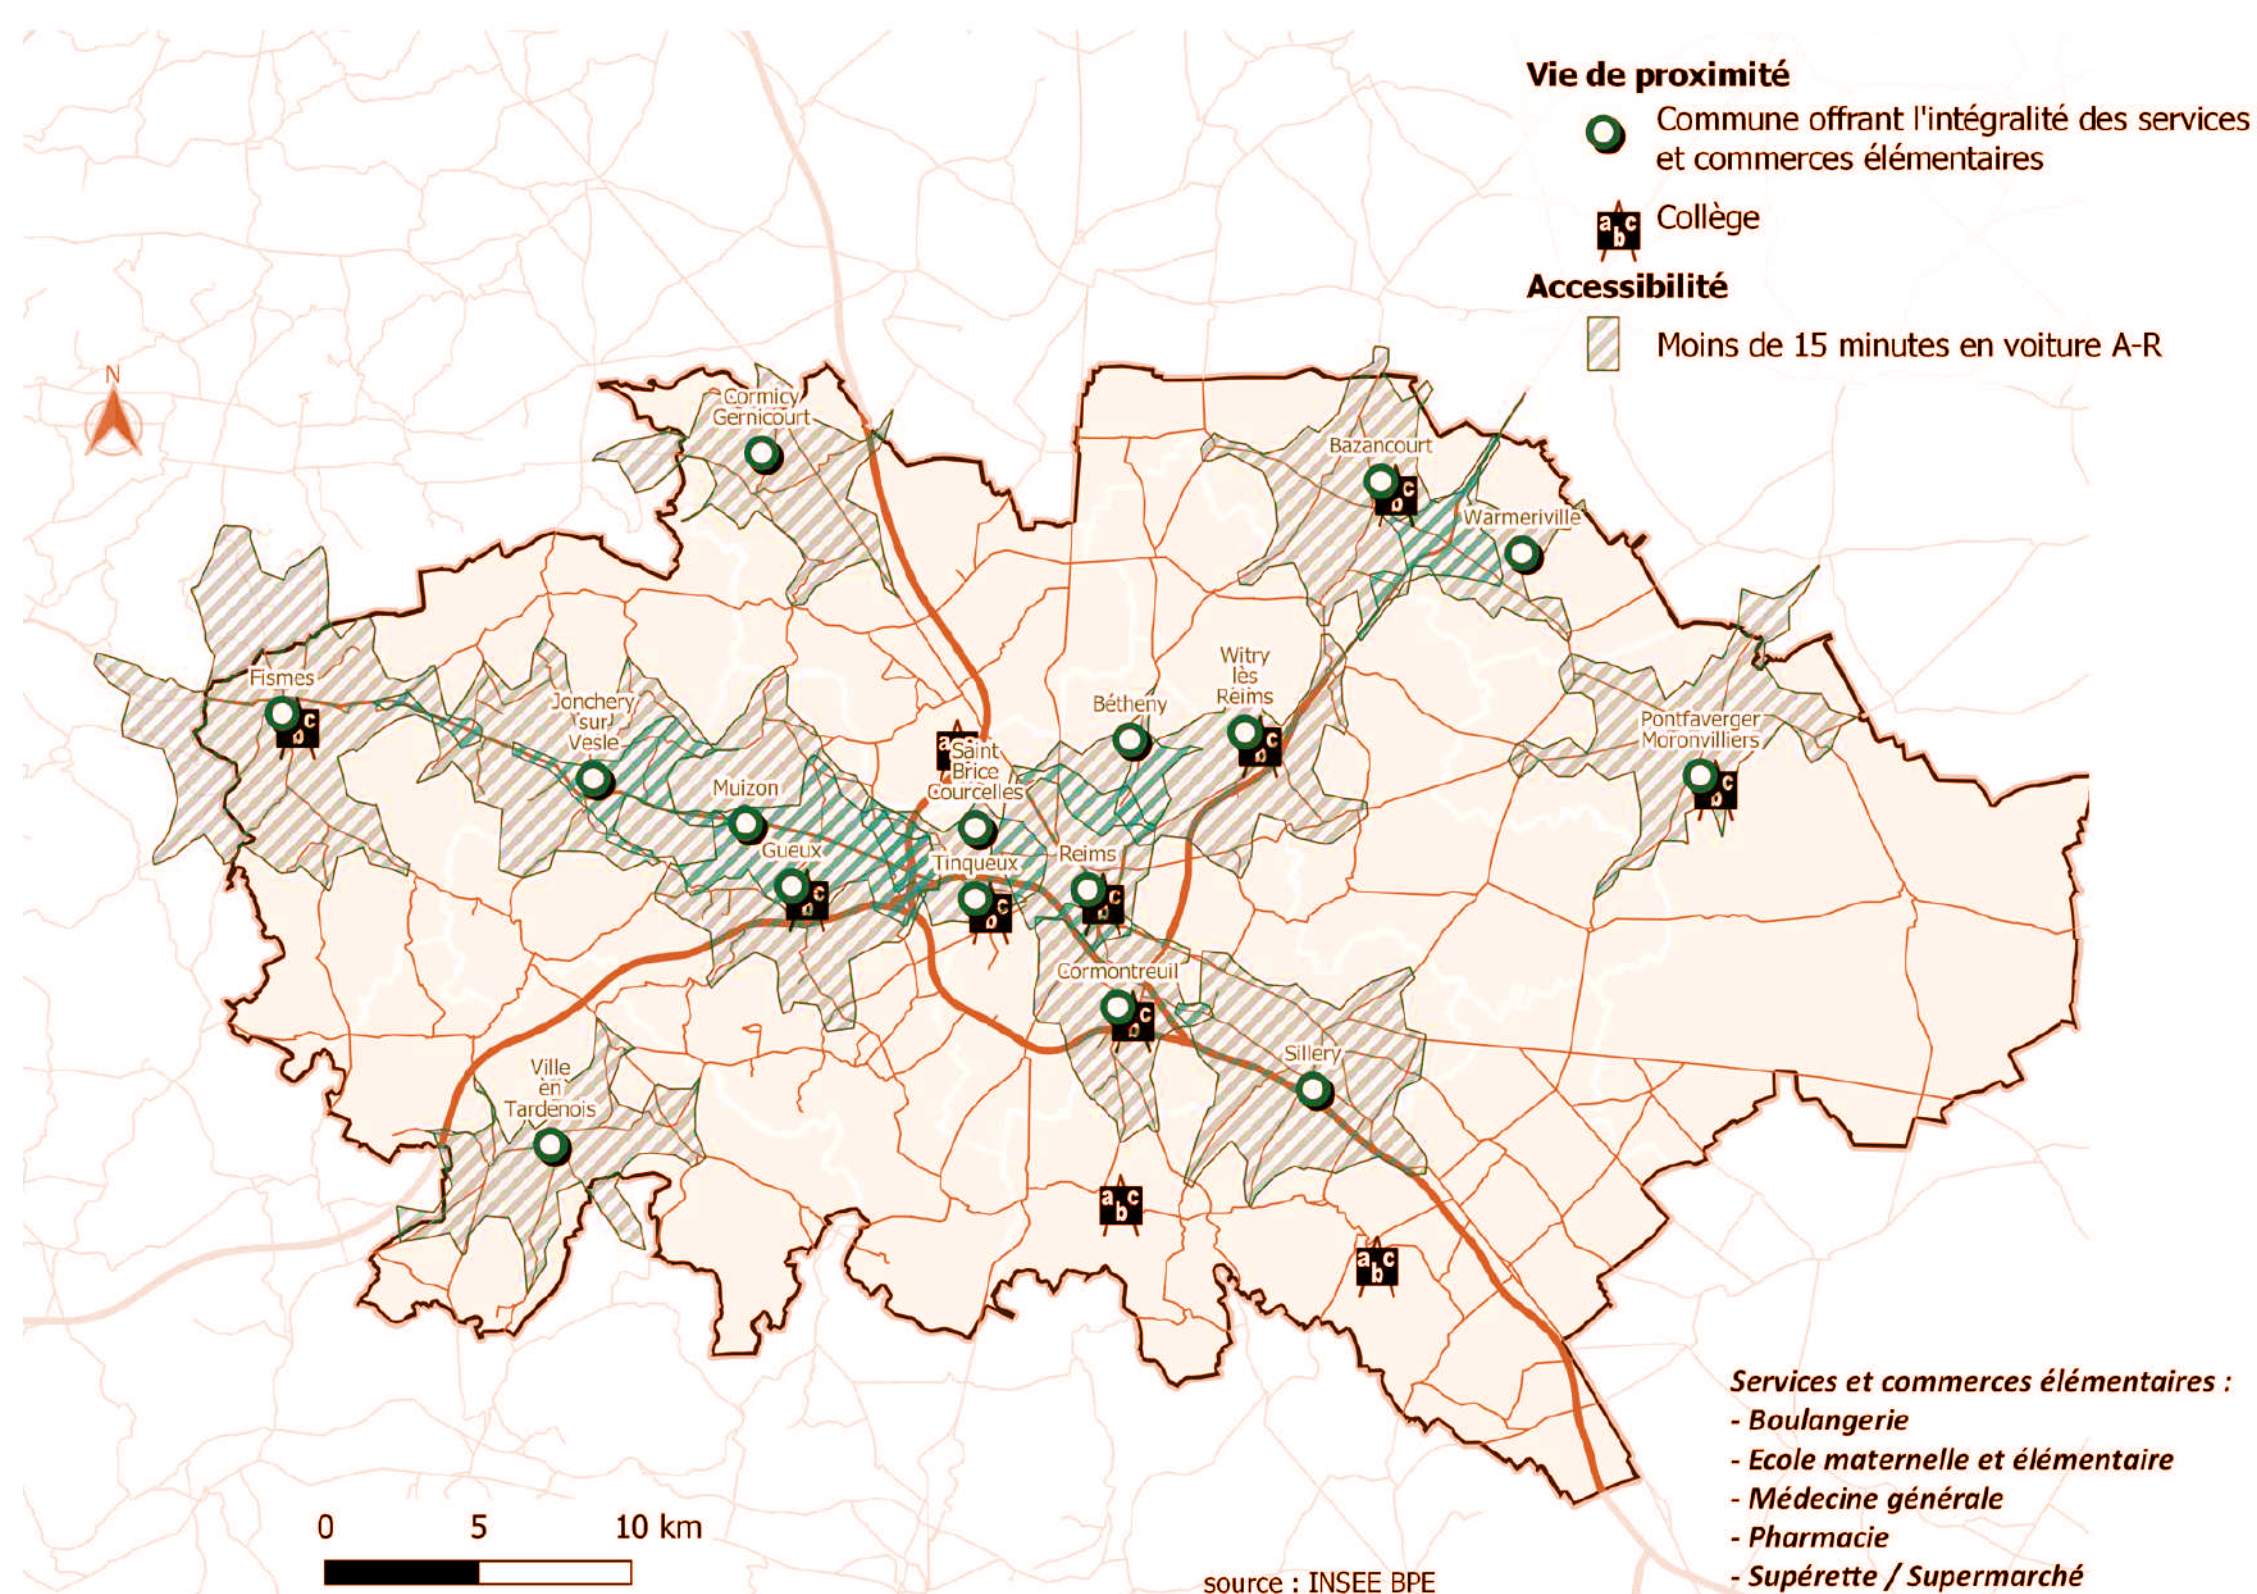 Vie de proximité
Commune offrant l'intégralité des services
et commerces élémentaires
a b c
Collège
Accessibilité
Moins de 15 minutes en voiture A-R
N
Cormicy
Gernicourt
Bazancourt
c
b
Warmeriville
Fismes
c
b
Jonchery
sur
Vesle
Muizon
Gueux
c
b
a
Saint
Brice
Courcelles
Tinqueux
c
b
Reims
c
b
Bétheny
Witry
lès
Reims
c
b
Pontfaverger
Moronvilliers
c
b
Cormontreuil
c
b
Sillery
Ville
en
Tardenois
a b c
a b c
Services et commerces élémentaires :
- Boulangerie
- Ecole maternelle et élémentaire
- Médecine générale
- Pharmacie
- Supérette / Supermarché
0 5 10 km
source : INSEE BPE